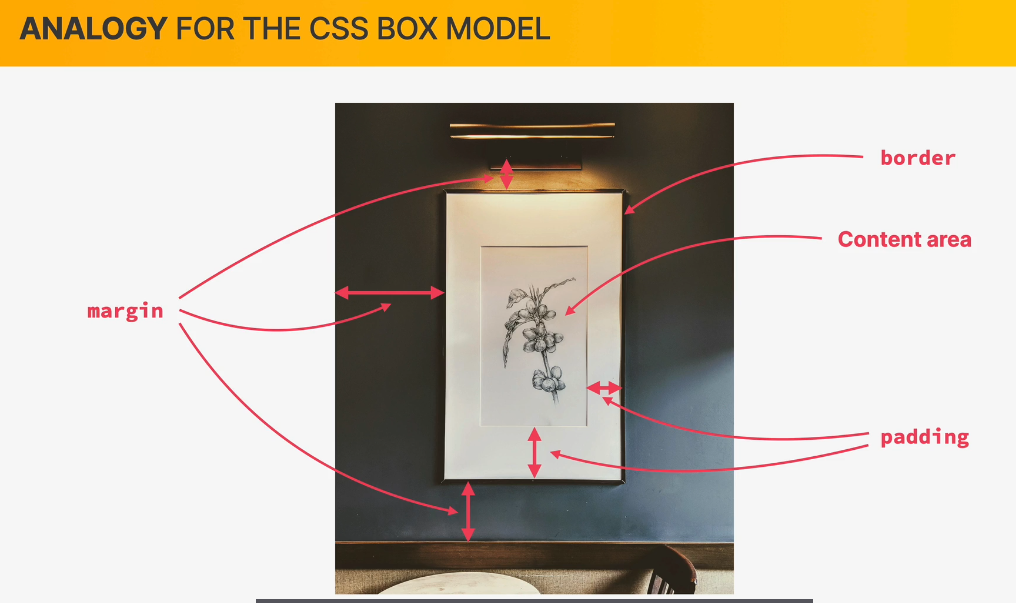 ANALOGY FOR THE CSS BOX MODEL
border
Content area
margin
padding